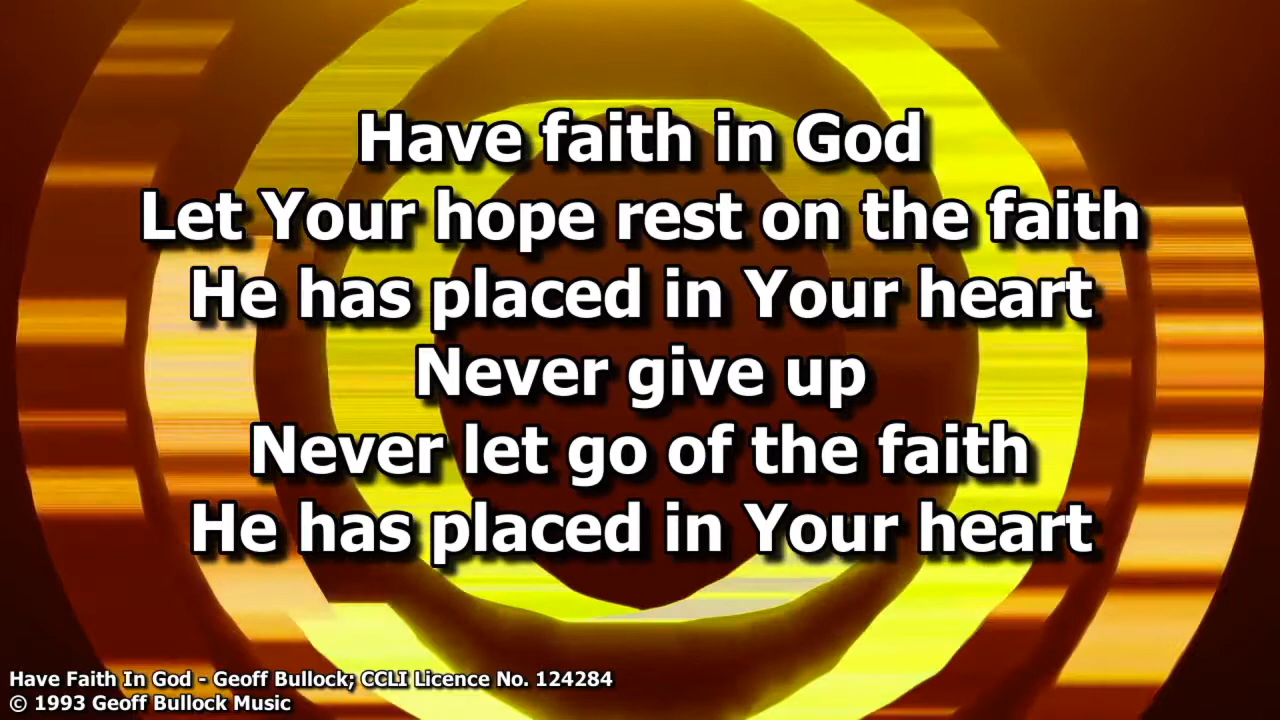 Have faith in God
Let Your hope rest on the faith
He has placed in Your heart
Never give up
Never let go of the faith
He has placed in Your heart
Have Faith In God - Geoff Bullock; CCLI Licence No. 124284
© 1993 Geoff Bullock Music